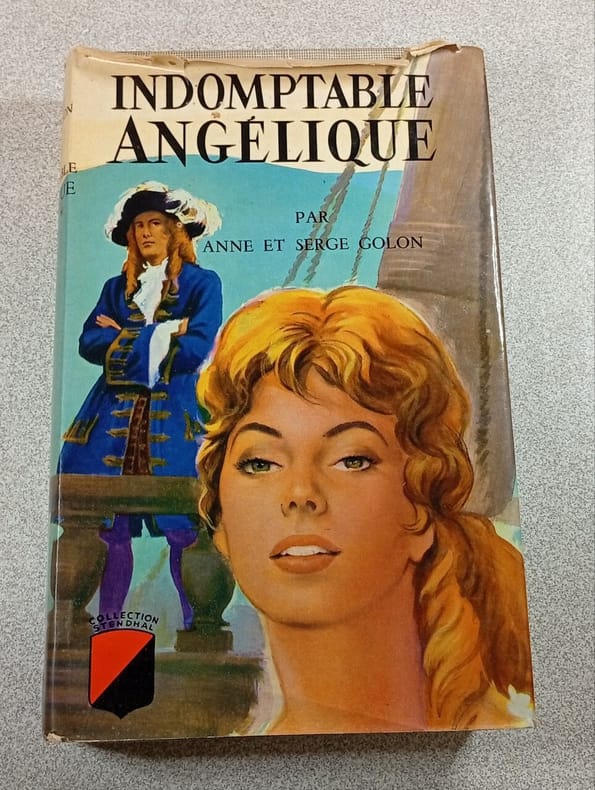 INDOMPTABLE
ANGÉLIQUE
PAR
ANNE ET SERGE GOLON
COLLECTION
STENDHAL